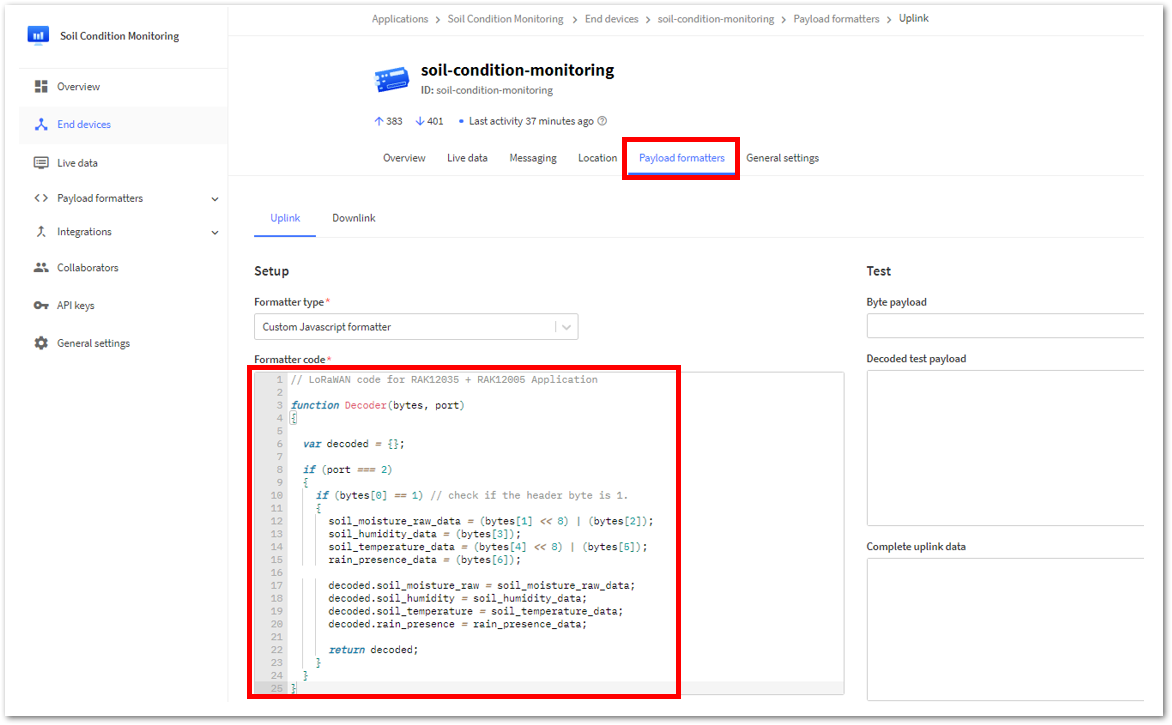 Soil Condition Monitoring
Overview
End devices
Live data
Payload formatters
Integrations
Collaborators
API keys
General settings
Applications > Soil Condition Monitoring > End devices > soil-condition-monitoring > Payload formatters > Uplink
soil-condition-monitoring
ID: soil-condition-monitoring
↑ 383 ↓ 401 • Last activity 37 minutes ago ?
Overview Live data Messaging Location Payload formatters General settings
Uplink Downlink
Setup
Formatter type*
Custom Javascript formatter
Formatter code*
1 // LoRaWAN code for RAK12035 + RAK12005 Application
2
3 function Decoder(bytes, port)
4 {
5
6 var decoded = {};
7
8 if (port === 2)
9 {
10 if (bytes[0] == 1) // check if the header byte is 1.
11 {
12 soil_moisture_raw_data = (bytes[1] << 8) | (bytes[2]);
13 soil_humidity_data = (bytes[3]);
14 soil_temperature_data = (bytes[4] << 8) | (bytes[5]);
15 rain_presence_data = (bytes[6]);
16
17 decoded.soil_moisture_raw = soil_moisture_raw_data;
18 decoded.soil_humidity = soil_humidity_data;
19 decoded.soil_temperature = soil_temperature_data;
20 decoded.rain_presence = rain_presence_data;
21
22 return decoded;
23 }
24 }
25 }
Test
Byte payload
Decoded test payload
Complete uplink data